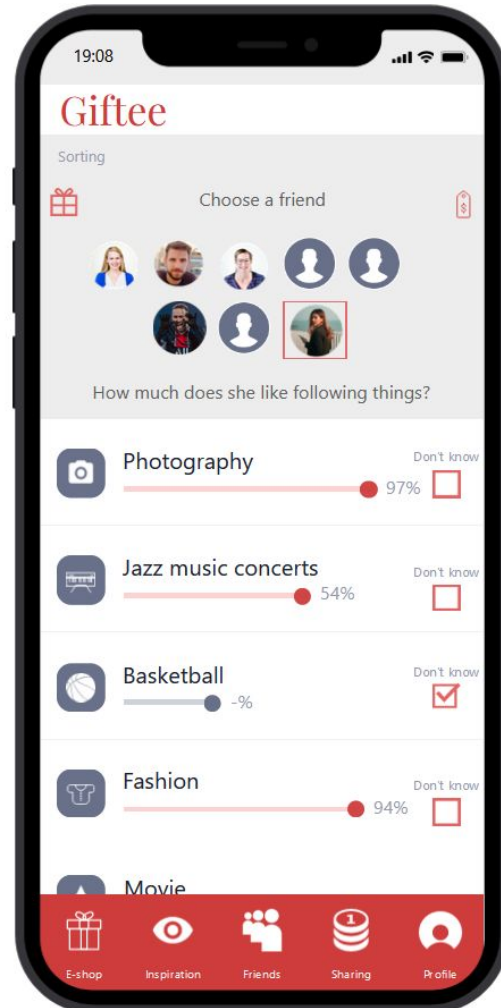 19:08
Giftee
Sorting
Choose a friend
$
How much does she like following things?
Photography
Don't know
97%
Jazz music concerts
Don't know
54%
Basketball
Don't know
-%
Fashion
Don't know
94%
Movie
1
E-shop
Inspiration
Friends
Sharing
Profile